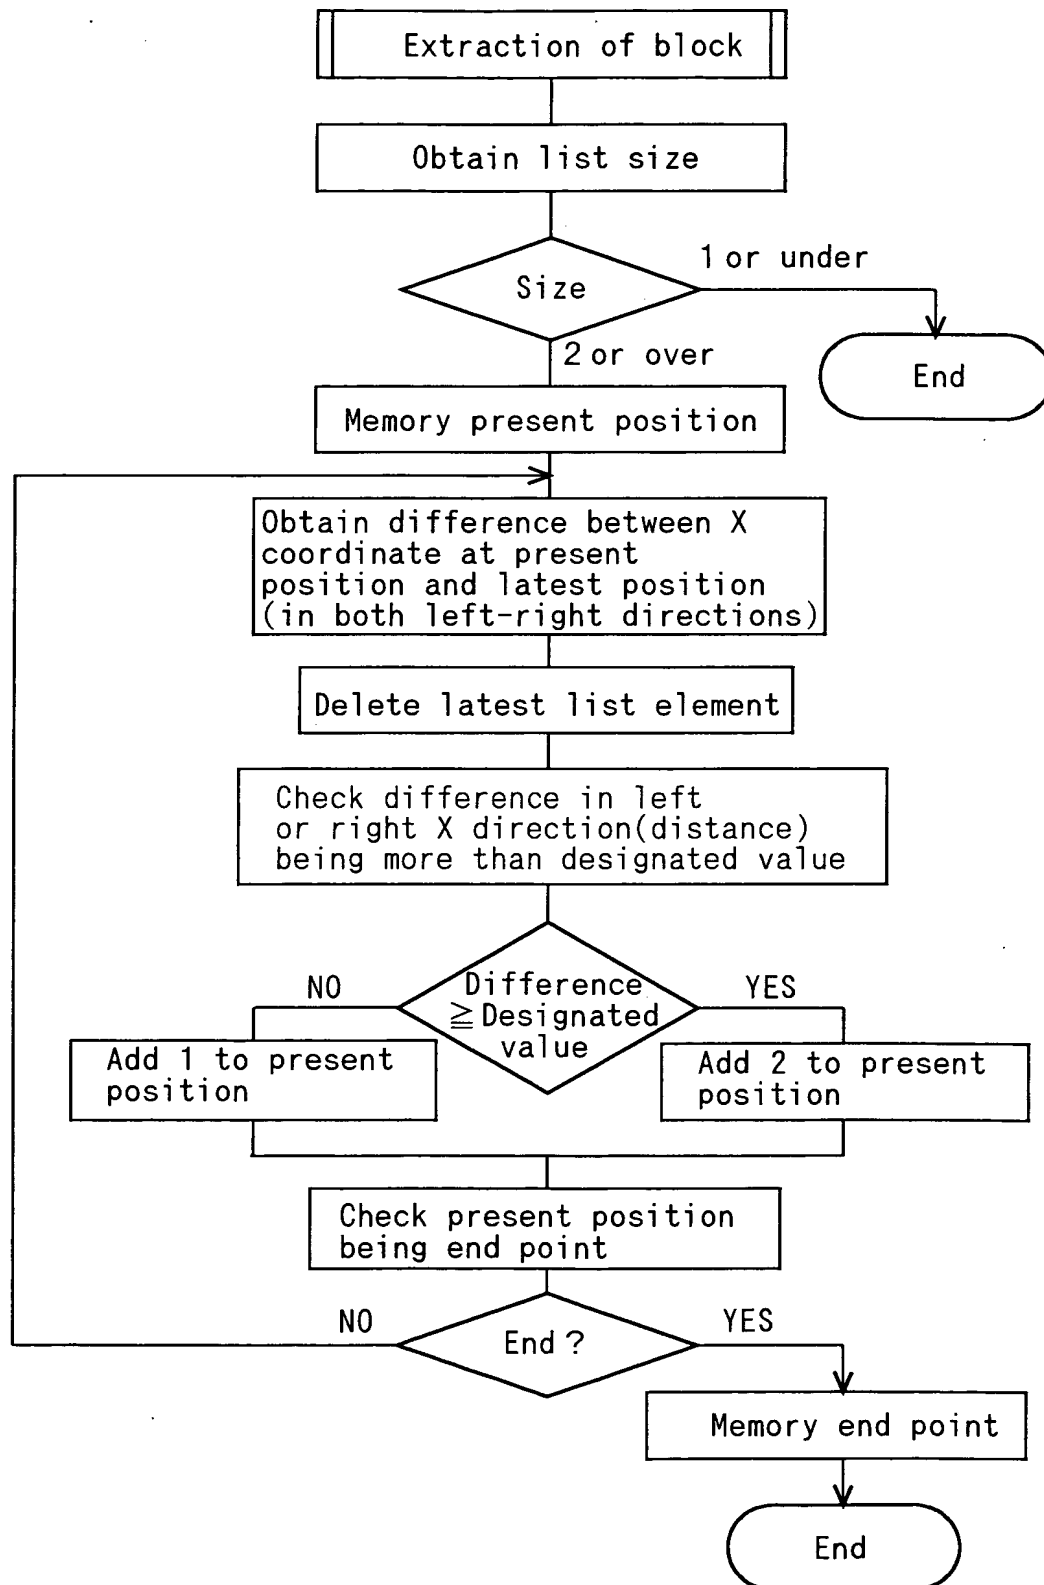 Extraction of block
Obtain list size
Size
1 or under
End
2 or over
Memory present position
Obtain difference between X
coordinate at present
position and latest position
(in both left-right directions)
Delete latest list element
Check difference in left
or right X direction(distance)
being more than designated value
NO
Difference
≧Designated
value
YES
Add 1 to present
position
Add 2 to present
position
Check present position
being end point
NO
End?
YES
Memory end point
End